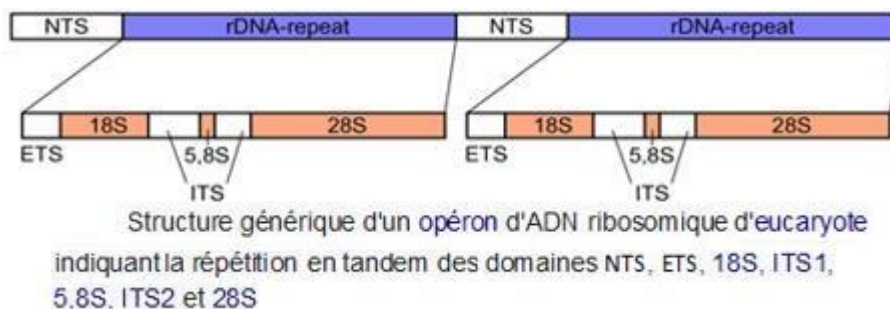 NTS rDNA-repeat NTS rDNA-repeat
18S 28S 18S 28S
ETS 5,8S ETS 5,8S
ITS ITS
Structure générique d'un opéron d'ADN ribosomique d'eucaryote
indiquant la répétition en tandem des domaines NTS, ETS, 18S, ITS1,
5,8S, ITS2 et 28S